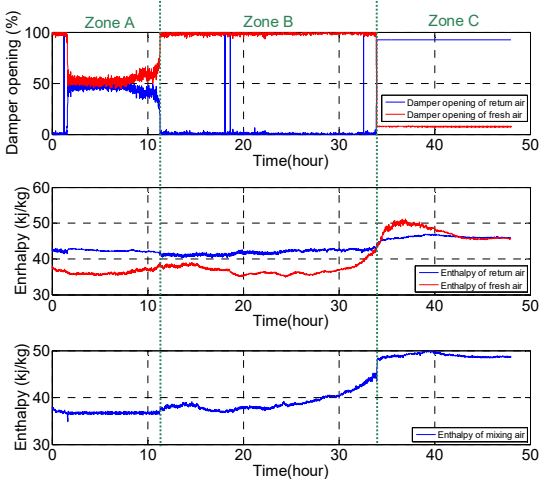 Zone A Zone B Zone C
Damper opening (%)
100
50
0
0 10 20 30 40 50
Damper opening of return air
Damper opening of fresh air
Time(hour)
Enrhalpy (kj/kg)
60
50
40
30
0 10 20 30 40 50
Enthalpy of return air
Enthalpy of fresh air
Time(hour)
Enthalpy (kj/kg)
50
40
30
0 10 20 30 40 50
Enthalpy of mixing air
Time(hour)